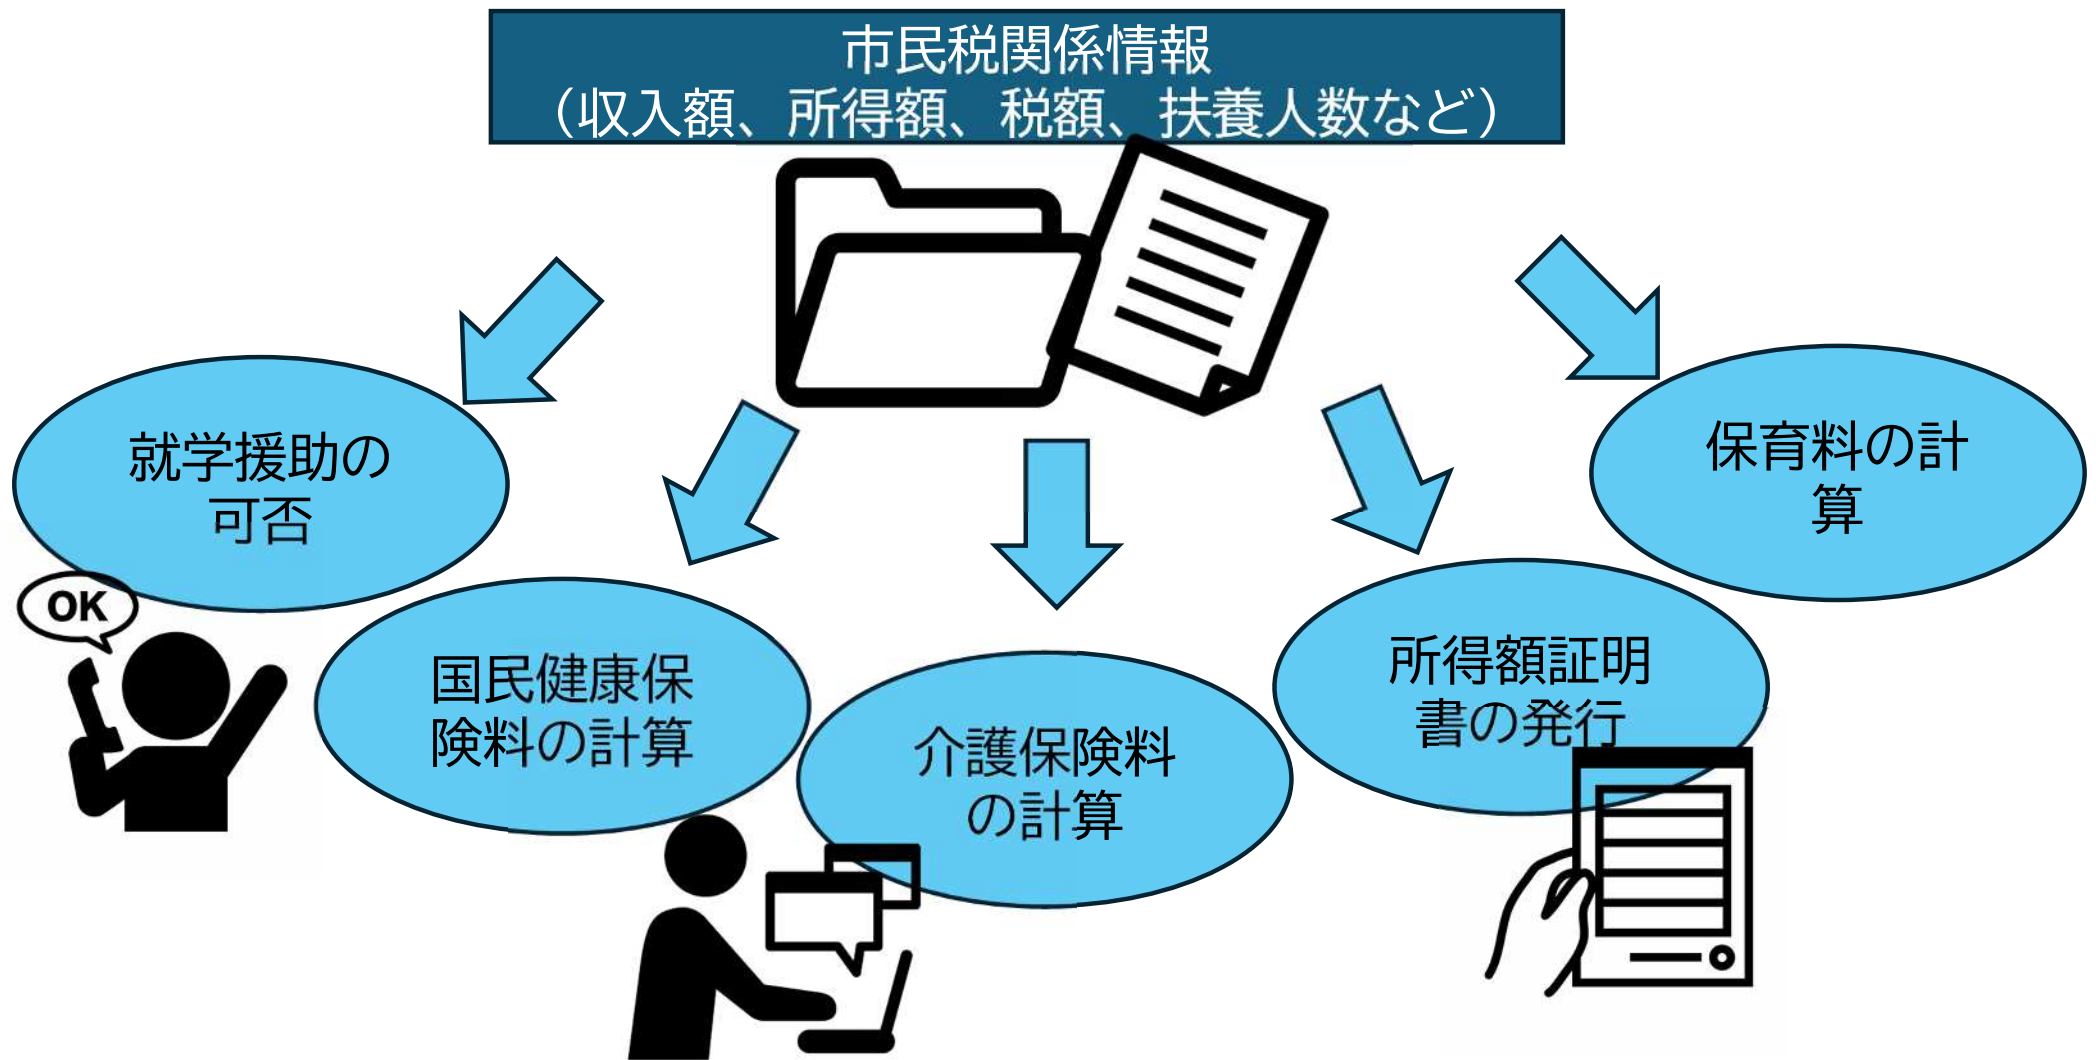 市民税関係情報
（収入額、所得額、税額、扶養人数など）
就学援助の
可否
OK
国民健康保
険料の計算
介護保険料
の計算
所得額証明
書の発行
保育料の計
算